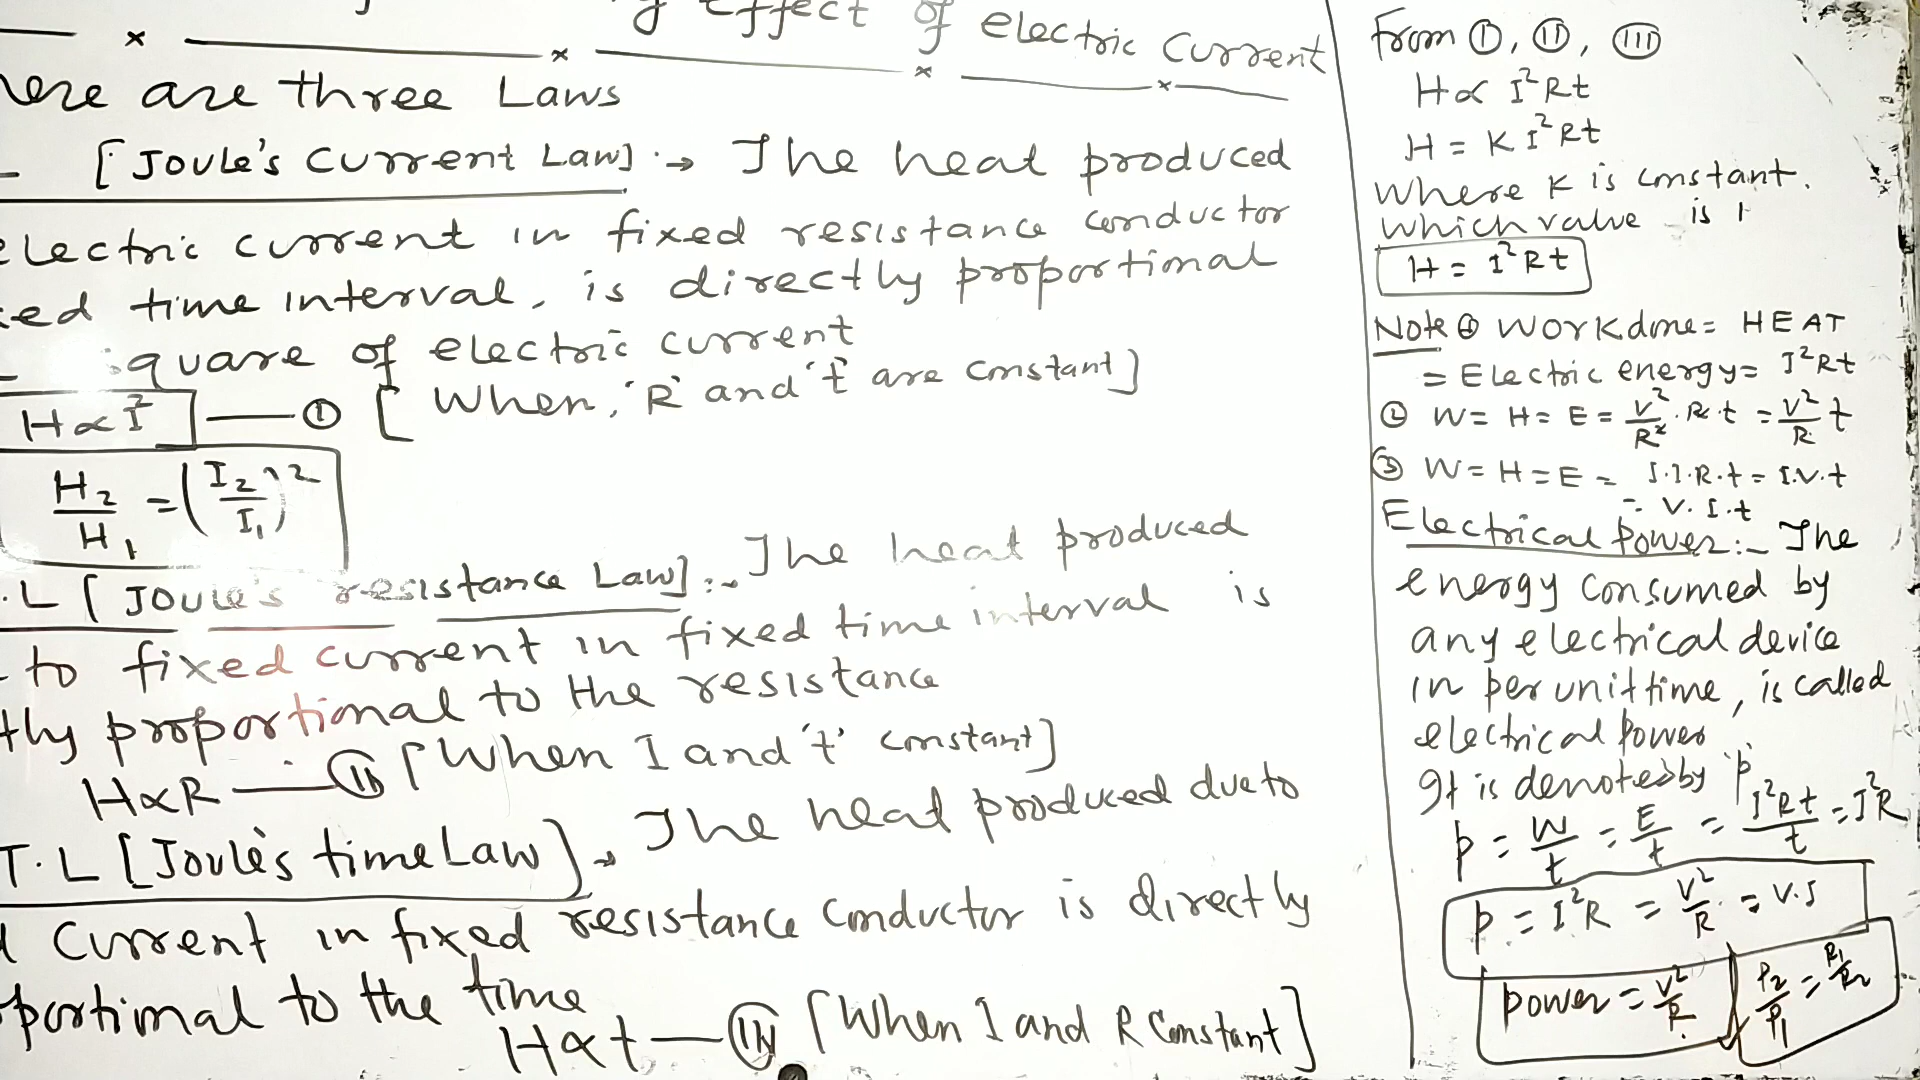 Effect of electric Current
are three Laws
[Joule's Current Law] :→ The heat produced
electric current in fixed resistance conductor
time interval, is directly proportional
square of electric current
H∝I² —— ① [When, 'R' and 't' are constant]
H₂/H₁ = (I₂/I₁)²
.L [Joule's resistance Law] :- The heat produced
to fixed current in fixed time interval is
proportional to the resistance
H∝R —— ⓘⓘ [When I and 't' constant]
T.L [Joule's time Law] → The heat produced due to
Current in fixed resistance conductor is directly
to the time
H∝t — (III) [When I and R Constant]
From (I), (II), (III)
H∝ I²Rt
H = K I²Rt
Where K is constant.
which value is 1
H = I²Rt
Note ① Workdone = HEAT
= Electric energy = I²Rt
② W = H = E = V²/R² . R.t = V²/R t
③ W = H = E = I.I.R.t = I.V.t
= V.I.t
Electrical Power :- The
energy consumed by
any electrical device
in per unit time, is called
electrical Power
It is denoted by 'P'
P = W/t = E/t = I²Rt/t = I²R
P = I²R = V²/R = V.I
Power = V²/R
P₂/P₁ = R₁/R₂